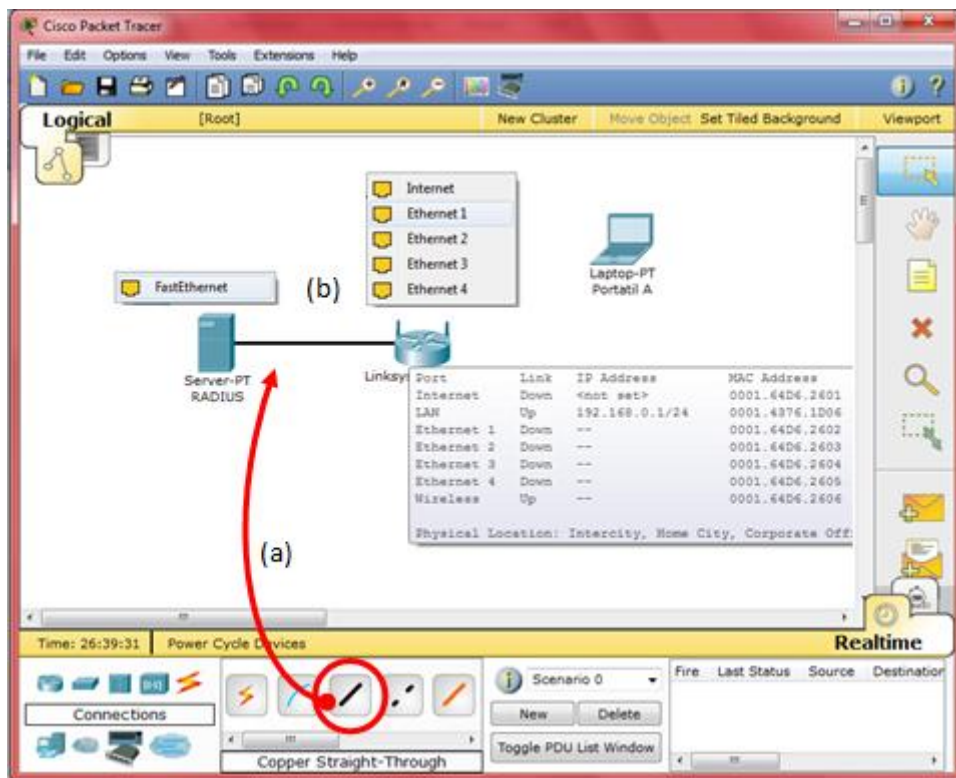 Cisco Packet Tracer
File Edit Options View Tools Extensions Help
Logical [Root] New Cluster Move Object Set Tiled Background Viewport
Internet
Ethernet 1
Ethernet 2
Ethernet 3
Ethernet 4
FastEthernet
(b)
Laptop-PT
Portatil A
Server-PT
RADIUS
Linksys
Port Link IP Address MAC Address
Internet Down <not set> 0001.64D6.2601
LAN Up 192.168.0.1/24 0001.4376.1D06
Ethernet 1 Down -- 0001.64D6.2602
Ethernet 2 Down -- 0001.64D6.2603
Ethernet 3 Down -- 0001.64D6.2604
Ethernet 4 Down -- 0001.64D6.2605
Wireless Up -- 0001.64D6.2606
Physical Location: Intercity, Home City, Corporate Off
(a)
Time: 26:39:31 Power Cycle Devices Realtime
Connections
Copper Straight-Through
Scenario 0
New Delete
Toggle PDU List Window
Fire Last Status Source Destination